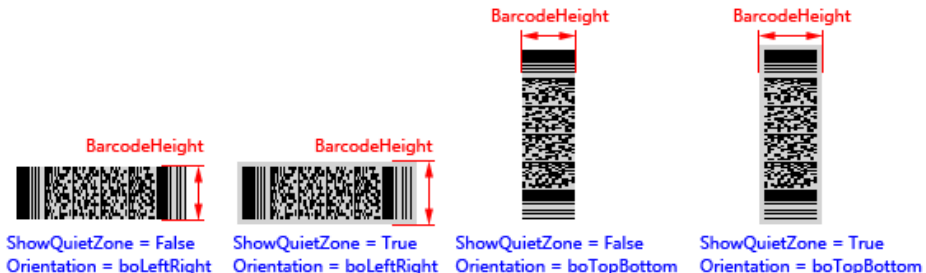 BarcodeHeight
BarcodeHeight
BarcodeHeight
BarcodeHeight
ShowQuietZone = False
Orientation = boLeftRight
ShowQuietZone = True
Orientation = boLeftRight
ShowQuietZone = False
Orientation = boTopBottom
ShowQuietZone = True
Orientation = boTopBottom